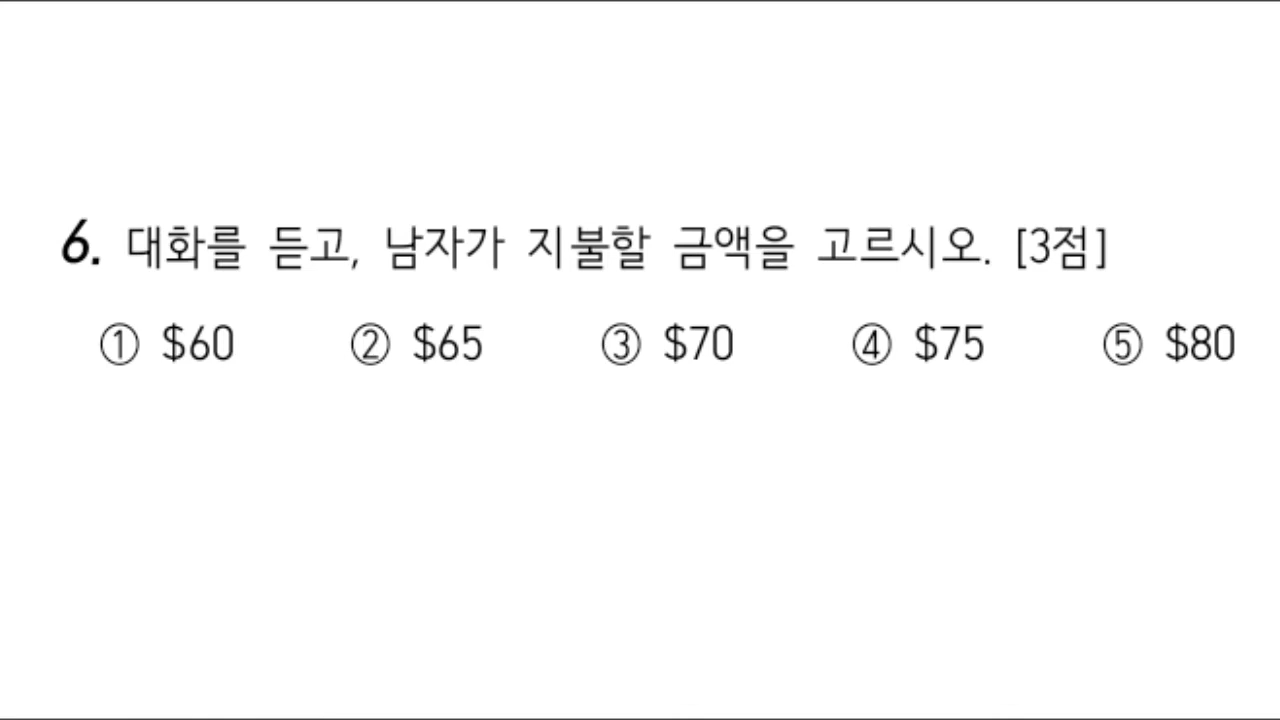 6. 대화를 듣고, 남자가 지불할 금액을 고르시오. [3점]
① $60 ② $65 ③ $70 ④ $75 ⑤ $80